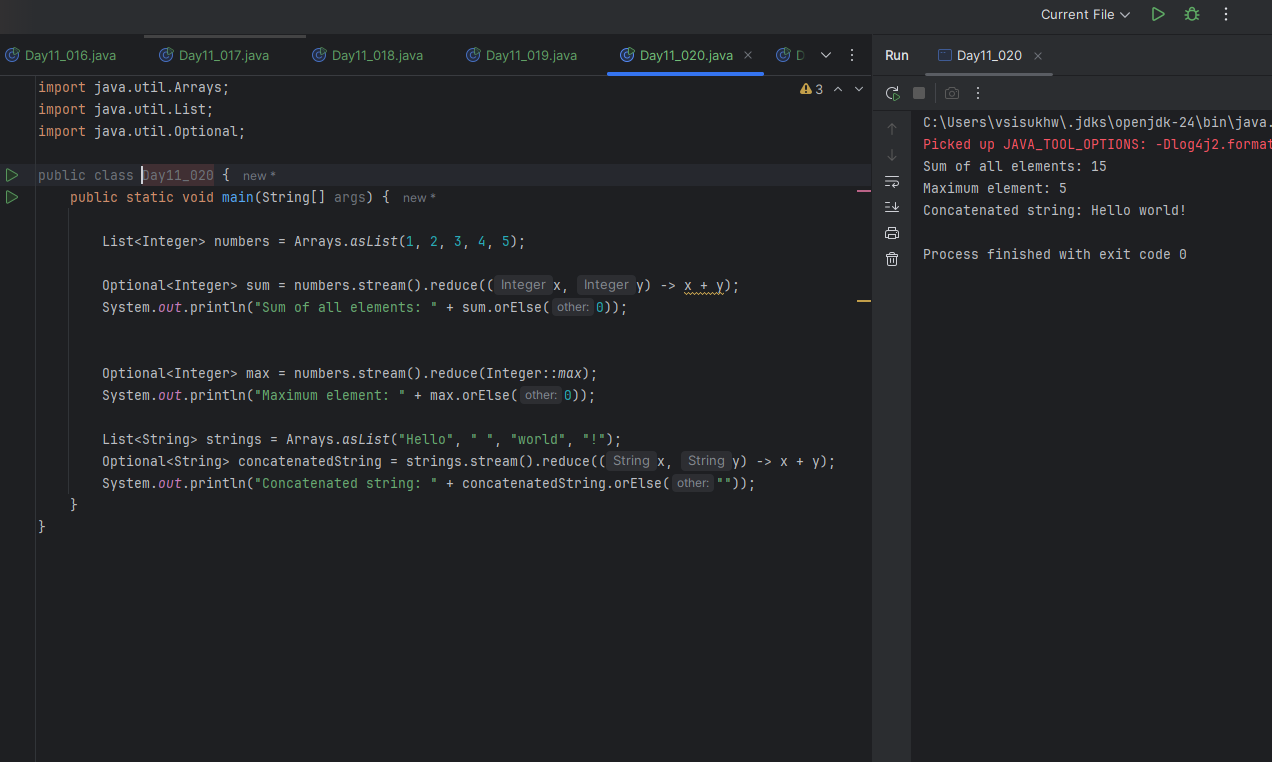 Current File
Day11_016.java Day11_017.java Day11_018.java Day11_019.java Day11_020.java D
import java.util.Arrays; 3
import java.util.List;
import java.util.Optional;
public class Day11_020 { new *
public static void main(String[] args) { new *
List<Integer> numbers = Arrays.asList(1, 2, 3, 4, 5);
Optional<Integer> sum = numbers.stream().reduce((Integer x, Integer y) -> x + y);
System.out.println("Sum of all elements: " + sum.orElse(other: 0));
Optional<Integer> max = numbers.stream().reduce(Integer::max);
System.out.println("Maximum element: " + max.orElse(other: 0));
List<String> strings = Arrays.asList("Hello", " ", "world", "!");
Optional<String> concatenatedString = strings.stream().reduce((String x, String y) -> x + y);
System.out.println("Concatenated string: " + concatenatedString.orElse(other: ""));
}
}
Run Day11_020
C:\Users\vsisukhw\.jdks\openjdk-24\bin\java.
Picked up JAVA_TOOL_OPTIONS: -Dlog4j2.format
Sum of all elements: 15
Maximum element: 5
Concatenated string: Hello world!
Process finished with exit code 0